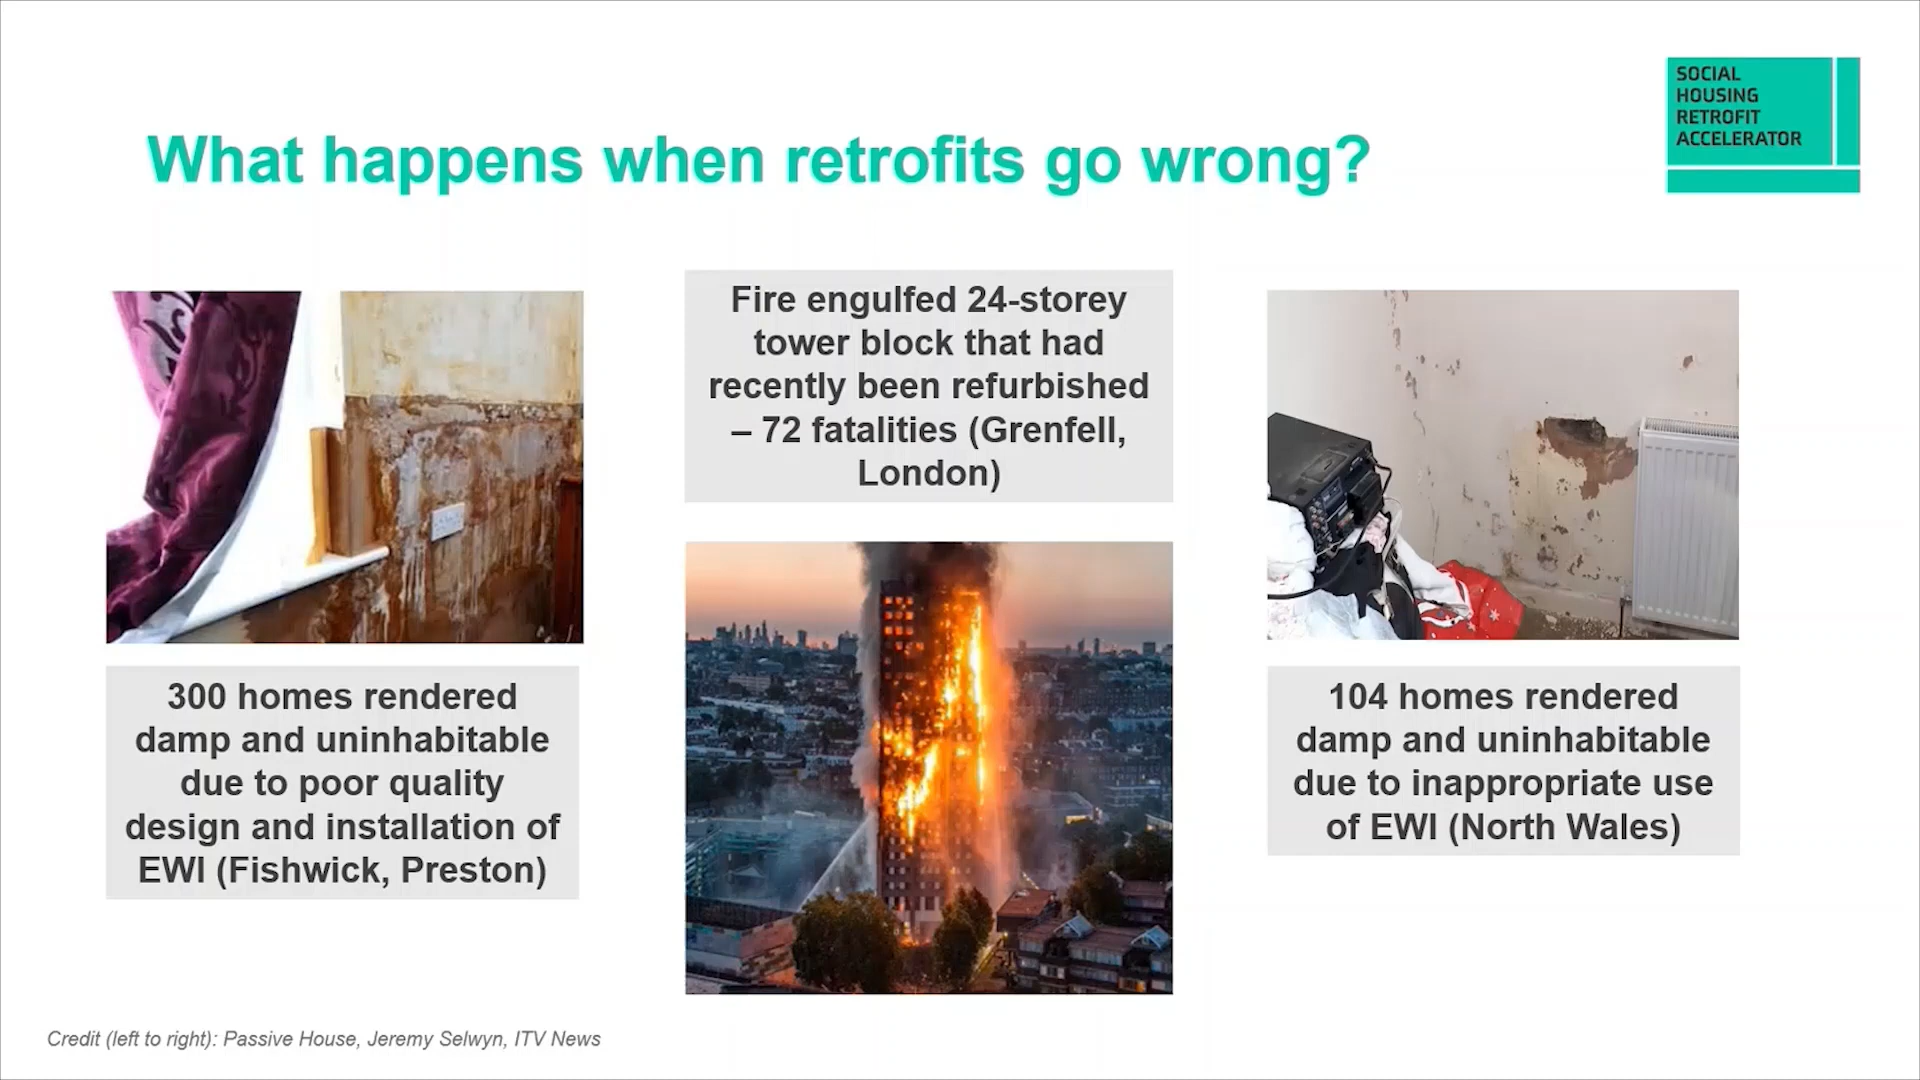 SOCIAL
HOUSING
RETROFIT
ACCELERATOR
What happens when retrofits go wrong?
300 homes rendered
damp and uninhabitable
due to poor quality
design and installation of
EWI (Fishwick, Preston)
Fire engulfed 24-storey
tower block that had
recently been refurbished
– 72 fatalities (Grenfell,
London)
104 homes rendered
damp and uninhabitable
due to inappropriate use
of EWI (North Wales)
Credit (left to right): Passive House, Jeremy Selwyn, ITV News